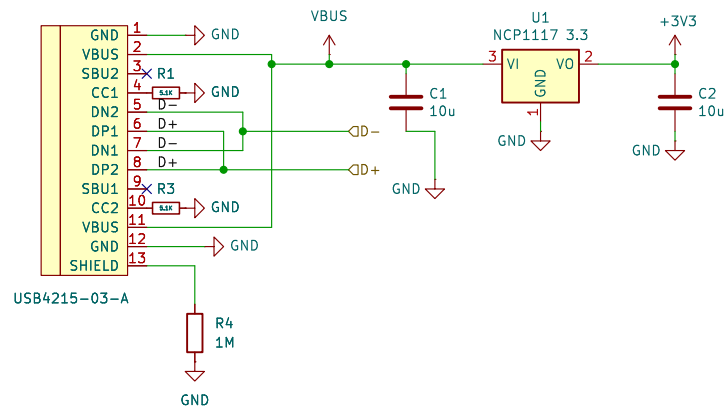 VBUS
U1
NCP1117 3.3
+3V3
GND 1 GND
VBUS 2
SBU2 3 R1
CC1 4 5.1K GND
DN2 5 D-
DP1 6 D+
DN1 7 D-
DP2 8 D+
SBU1 9 R3
CC2 10 5.1K GND
VBUS 11
GND 12 GND
SHIELD 13
D-
D+
C1
10u
GND
3 VI VO 2
GND
1
GND
C2
10u
GND
USB4215-03-A
R4
1M
GND